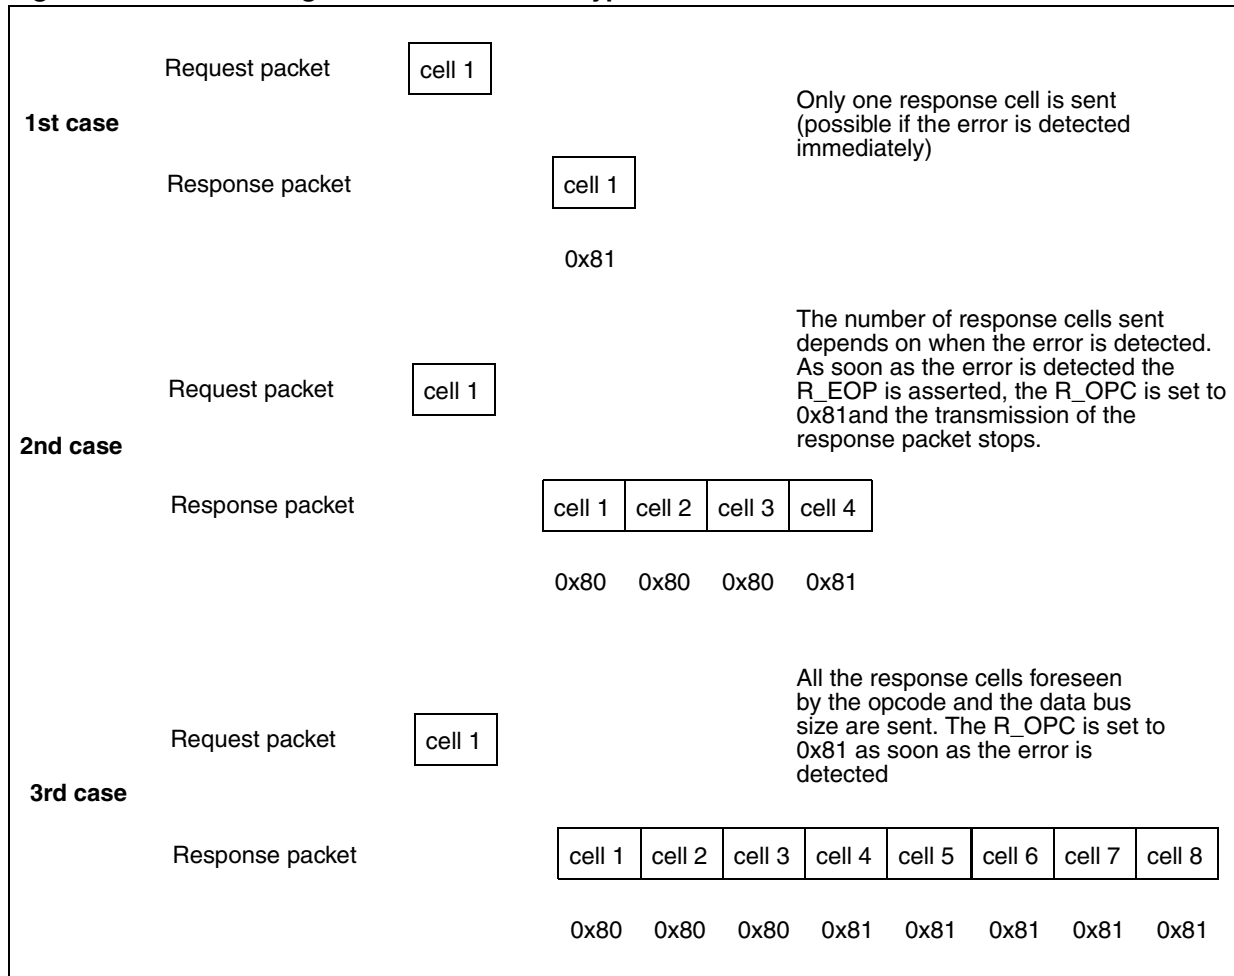 Request packet
cell 1
1st case
Only one response cell is sent
(possible if the error is detected
immediately)
Response packet
cell 1
0x81
The number of response cells sent
depends on when the error is detected.
As soon as the error is detected the
R_EOP is asserted, the R_OPC is set to
0x81and the transmission of the
response packet stops.
Request packet
cell 1
2nd case
Response packet
cell 1 cell 2 cell 3 cell 4
0x80 0x80 0x80 0x81
All the response cells foreseen
by the opcode and the data bus
size are sent. The R_OPC is set to
0x81 as soon as the error is
detected
Request packet
cell 1
3rd case
Response packet
cell 1 cell 2 cell 3 cell 4 cell 5 cell 6 cell 7 cell 8
0x80 0x80 0x80 0x81 0x81 0x81 0x81 0x81